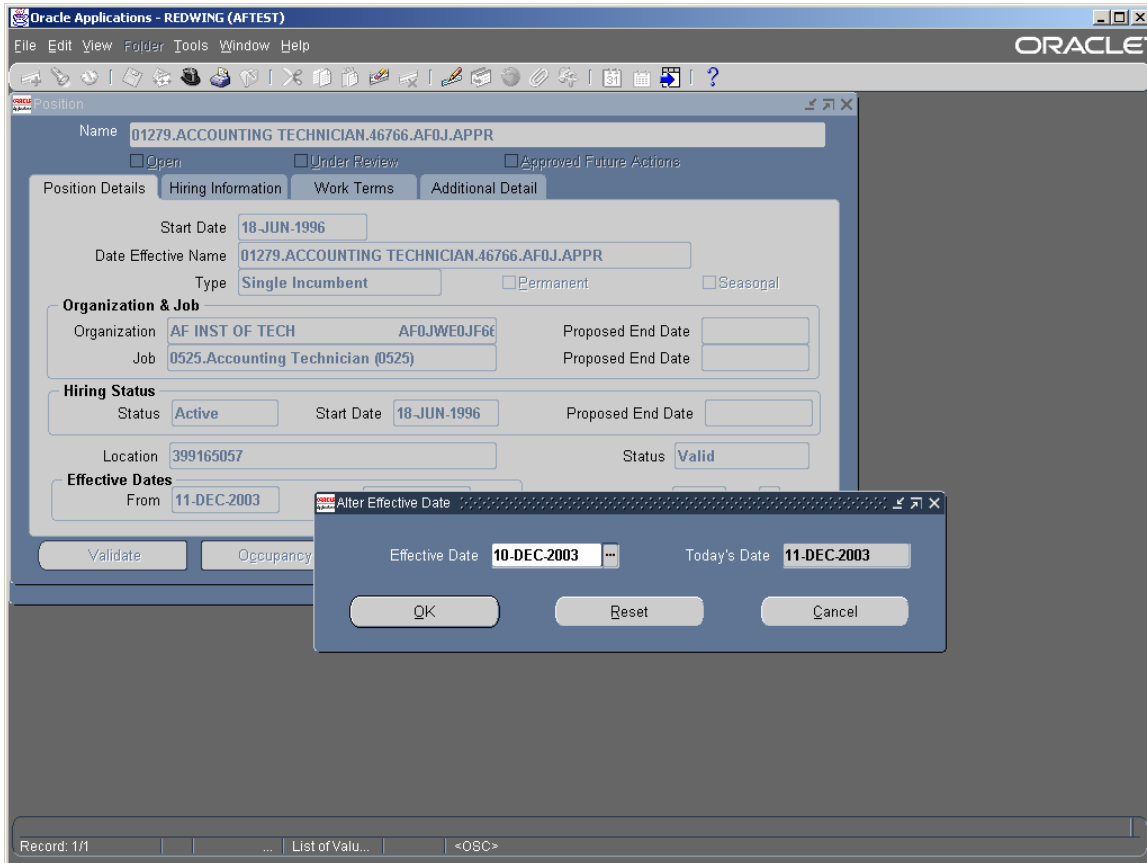 Oracle Applications - REDWING (AFTEST)
File Edit View Folder Tools Window Help
ORACLE
Position
Name 01279.ACCOUNTING TECHNICIAN.46766.AF0J.APPR
Open Under Review Approved Future Actions
Position Details Hiring Information Work Terms Additional Detail
Start Date 18-JUN-1996
Date Effective Name 01279.ACCOUNTING TECHNICIAN.46766.AF0J.APPR
Type Single Incumbent Permanent Seasonal
Organization & Job
Organization AF INST OF TECH AF0JWE0JF66 Proposed End Date
Job 0525.Accounting Technician (0525) Proposed End Date
Hiring Status
Status Active Start Date 18-JUN-1996 Proposed End Date
Location 399165057 Status Valid
Effective Dates
From 11-DEC-2003
Alter Effective Date
Validate Occupancy
Effective Date 10-DEC-2003 ... Today's Date 11-DEC-2003
OK Reset Cancel
Record: 1/1 ... List of Valu... <OSC>